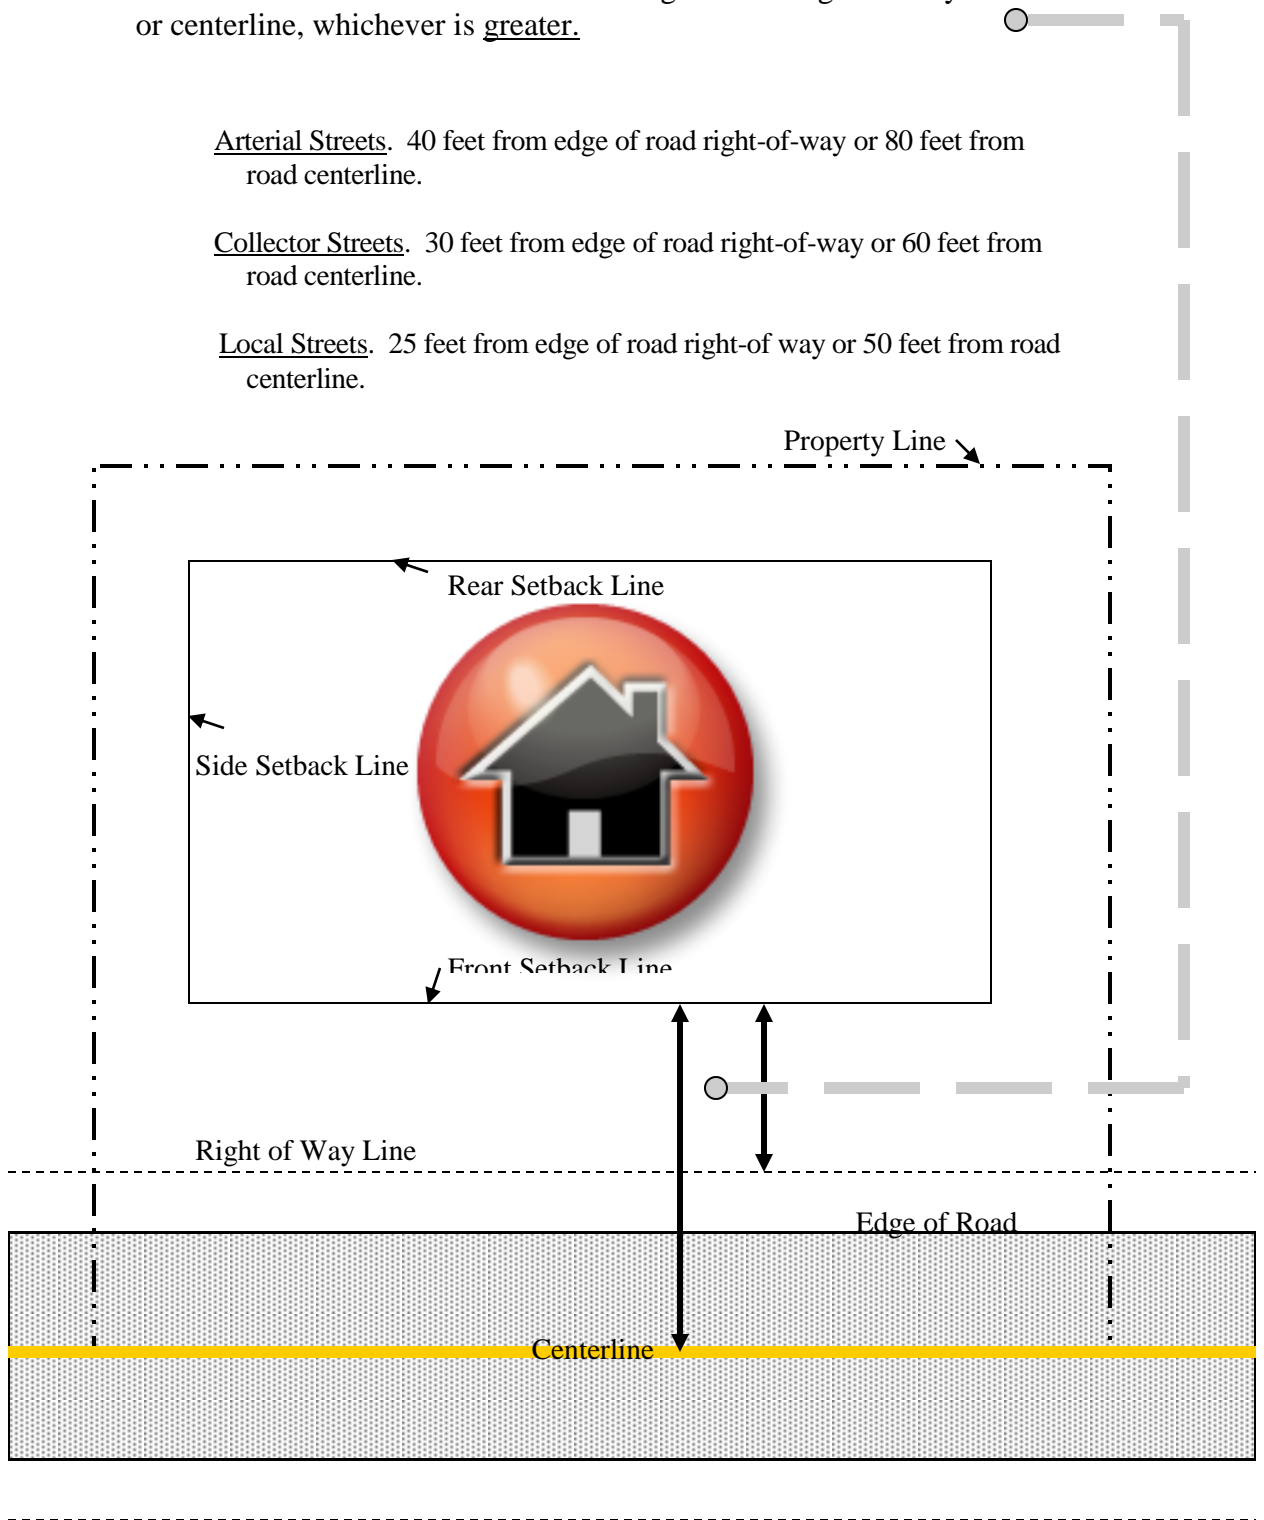 or centerline, whichever is greater.
Arterial Streets. 40 feet from edge of road right-of-way or 80 feet from
road centerline.
Collector Streets. 30 feet from edge of road right-of-way or 60 feet from
road centerline.
Local Streets. 25 feet from edge of road right-of way or 50 feet from road
centerline.
Property Line
Rear Setback Line
Side Setback Line
Front Setback Line
Right of Way Line
Edge of Road
Centerline